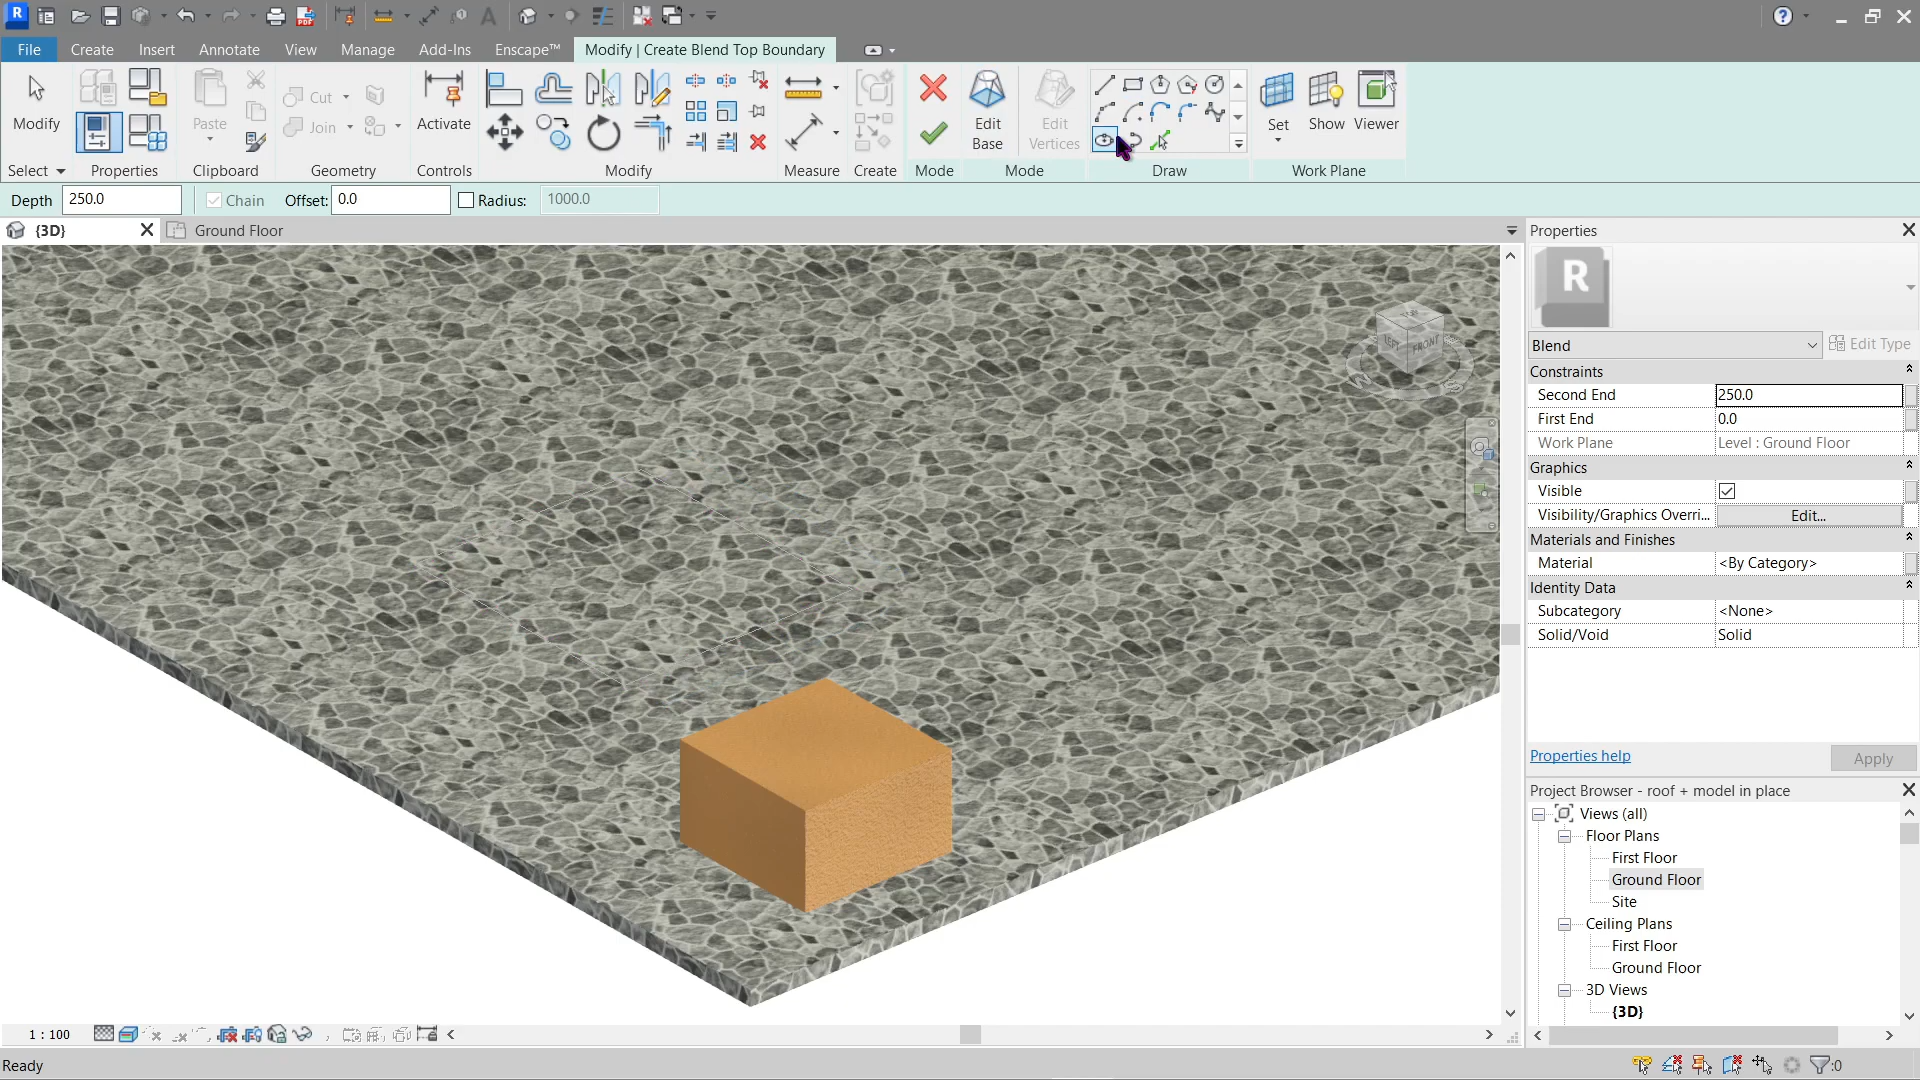 File Create Insert Annotate View Manage Add-Ins Enscape™ Modify | Create Blend Top Boundary
Modify Paste Cut Join Activate Edit Base Edit Vertices Set Show Viewer
Select Properties Clipboard Geometry Controls Modify Measure Create Mode Mode Draw Work Plane
Depth 250.0 Chain Offset: 0.0 Radius: 1000.0
{3D} Ground Floor
TOP
LEFT FRONT
W S
Properties
R
Blend Edit Type
Constraints
Second End 250.0
First End 0.0
Work Plane Level : Ground Floor
Graphics
Visible
Visibility/Graphics Overri... Edit...
Materials and Finishes
Material <By Category>
Identity Data
Subcategory <None>
Solid/Void Solid
Properties help Apply
Project Browser - roof + model in place
Views (all)
Floor Plans
First Floor
Ground Floor
Site
Ceiling Plans
First Floor
Ground Floor
3D Views
{3D}
1 : 100
Ready :0